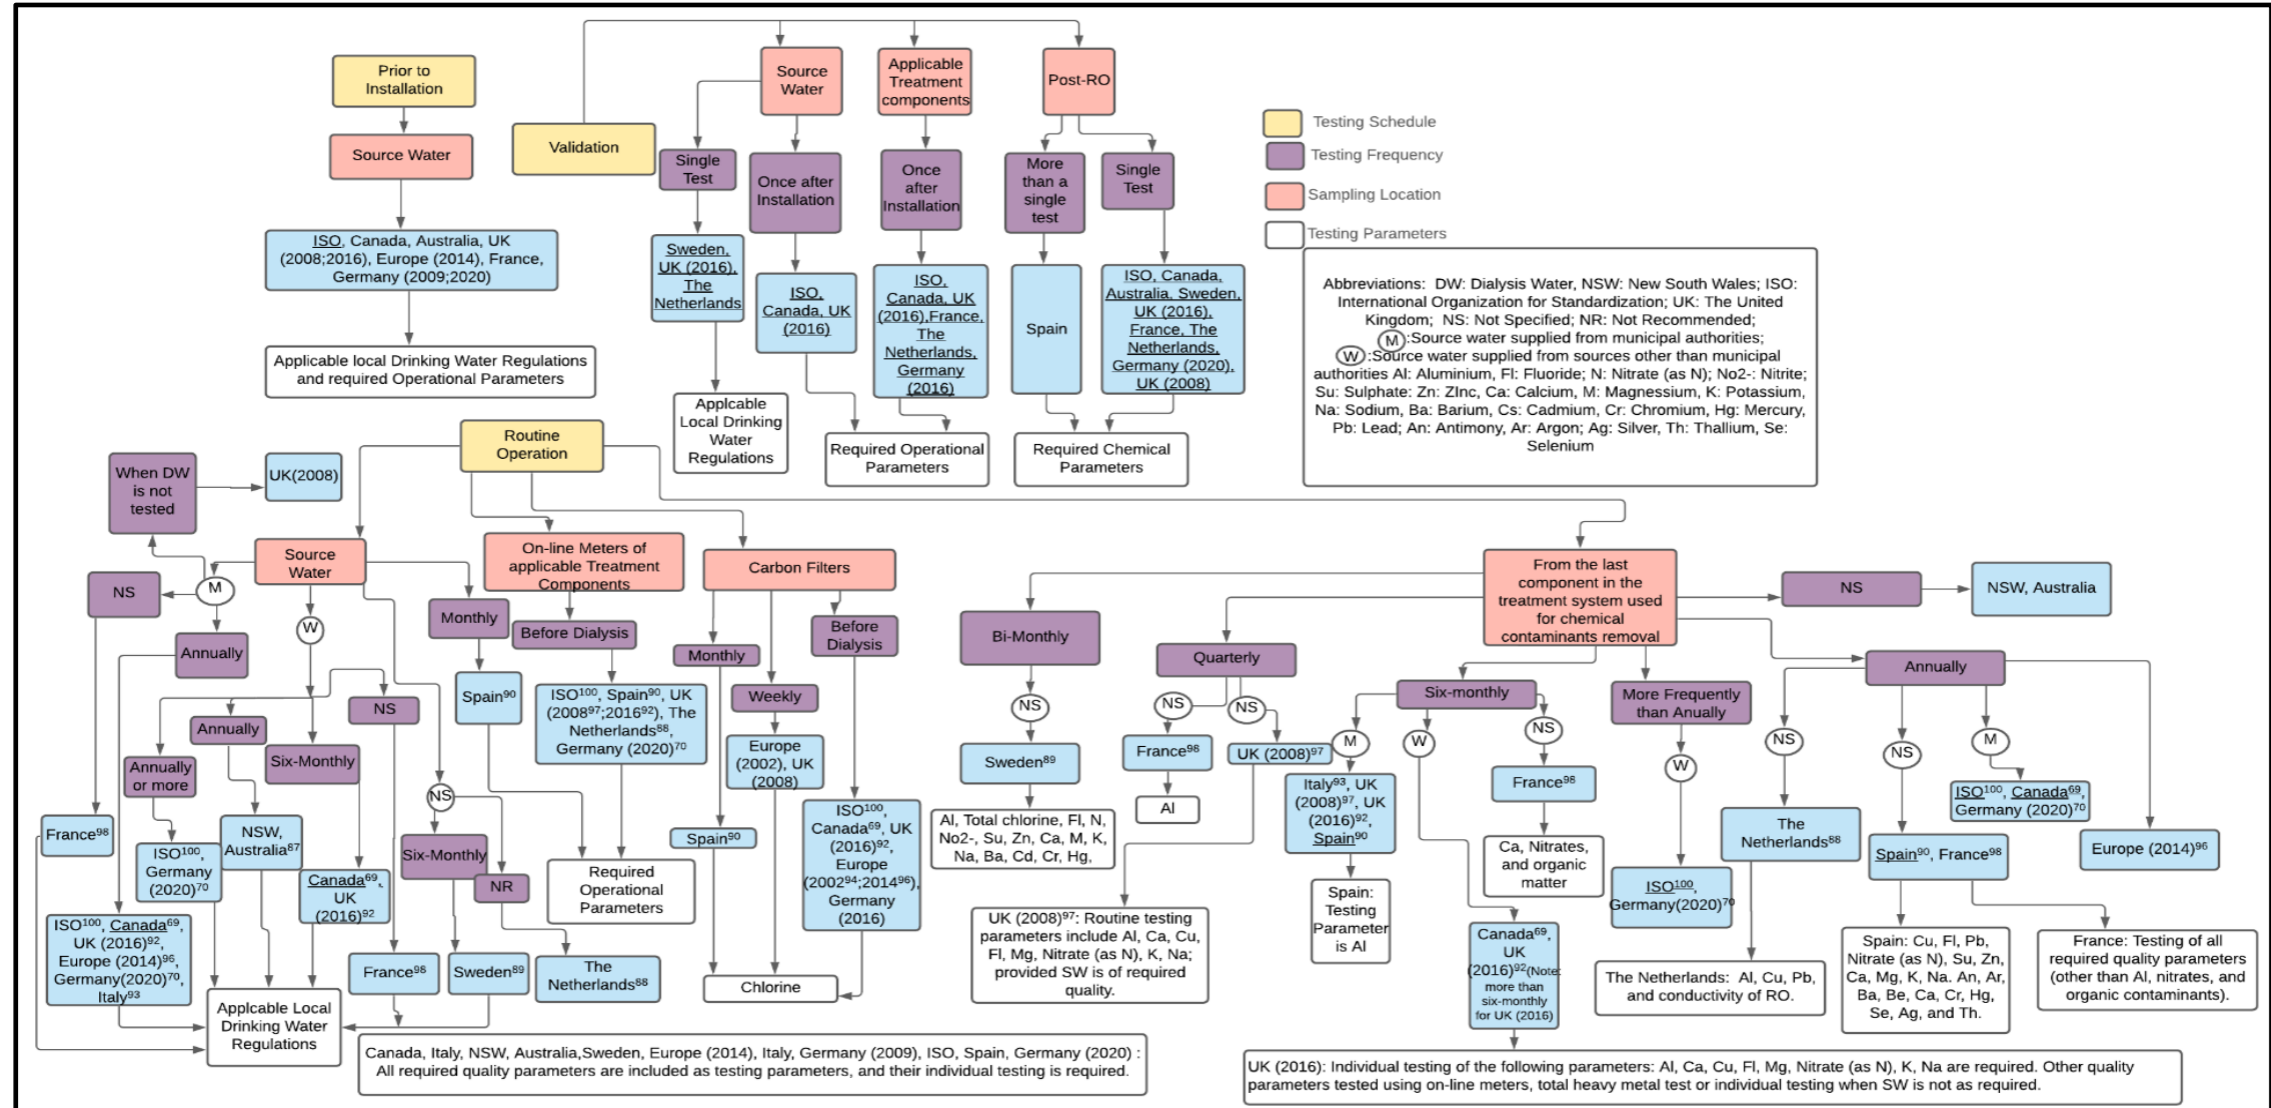 Prior to
Installation
Source Water
ISO, Canada, Australia, UK
(2008;2016), Europe (2014), France,
Germany (2009;2020)
Applicable local Drinking Water Regulations
and required Operational Parameters
Validation
Source
Water
Applicable
Treatment
components
Post-RO
Single
Test
Once after
Installation
Once
after
Installation
More
than a
single
test
Single
Test
Sweden,
UK (2016),
The
Netherlands
ISO,
Canada, UK
(2016)
ISO,
Canada, UK
(2016),France,
The
Netherlands,
Germany
(2016)
Spain
ISO, Canada,
Australia, Sweden,
UK (2016),
France, The
Netherlands,
Germany (2020),
UK (2008)
Applcable
Local Drinking
Water
Regulations
Required Operational
Parameters
Required Chemical
Parameters
Testing Schedule
Testing Frequency
Sampling Location
Testing Parameters
Abbreviations: DW: Dialysis Water, NSW: New South Wales; ISO:
International Organization for Standardization; UK: The United
Kingdom; NS: Not Specified; NR: Not Recommended;
M :Source water supplied from municipal authorities;
W :Source water supplied from sources other than municipal
authorities Al: Aluminium, Fl: Fluoride; N: Nitrate (as N); No2-: Nitrite;
Su: Sulphate: Zn: ZInc, Ca: Calcium, M: Magnessium, K: Potassium,
Na: Sodium, Ba: Barium, Cs: Cadmium, Cr: Chromium, Hg: Mercury,
Pb: Lead; An: Antimony, Ar: Argon; Ag: Silver, Th: Thallium, Se:
Selenium
Routine
Operation
When DW
is not
tested
UK(2008)
Source
Water
M
NS
W
Annually
Annually
or more
Annually
Six-Monthly
NS
France98
ISO100,
Germany
(2020)70
NSW,
Australia87
Canada69,
UK
(2016)92
ISO100, Canada69,
UK (2016)92,
Europe (2014)96,
Germany(2020)70,
Italy93
Applcable Local
Drinking Water
Regulations
Monthly
Spain90
NS
Six-Monthly
NR
France98
Sweden89
The
Netherlands88
On-line Meters of
applicable Treatment
Components
Before Dialysis
ISO100, Spain90, UK
(200897;201692), The
Netherlands88,
Germany (2020)70
Required
Operational
Parameters
Carbon Filters
Monthly
Weekly
Before
Dialysis
Spain90
Europe
(2002), UK
(2008)
ISO100,
Canada69, UK
(2016)92,
Europe
(200294;201496),
Germany
(2016)
Chlorine
Canada, Italy, NSW, Australia,Sweden, Europe (2014), Italy, Germany (2009), ISO, Spain, Germany (2020) :
All required quality parameters are included as testing parameters, and their individual testing is required.
From the last
component in the
treatment system used
for chemical
contaminants removal
NS
NSW, Australia
Bi-Monthly
NS
Sweden89
Al, Total chlorine, Fl, N,
No2-, Su, Zn, Ca, M, K,
Na, Ba, Cd, Cr, Hg,
Quarterly
NS
NS
France98
Al
UK (2008)97
UK (2008)97: Routine testing
parameters include Al, Ca, Cu,
Fl, Mg, Nitrate (as N), K, Na;
provided SW is of required
quality.
Six-monthly
M
W
NS
Italy93, UK
(2008)97, UK
(2016)92,
Spain90
Spain:
Testing
Parameter
is Al
Canada69,
UK
(2016)92(Note:
more than
six-monthly
for UK (2016)
France98
Ca, Nitrates,
and organic
matter
More Frequently
than Anually
W
ISO100,
Germany(2020)70
Annually
NS
NS
M
The
Netherlands88
The Netherlands: Al, Cu, Pb,
and conductivity of RO.
Spain90, France98
Spain: Cu, Fl, Pb,
Nitrate (as N), Su, Zn,
Ca, Mg, K, Na. An, Ar,
Ba, Be, Ca, Cr, Hg,
Se, Ag, and Th.
France: Testing of all
required quality parameters
(other than Al, nitrates, and
organic contaminants).
ISO100, Canada69,
Germany (2020)70
Europe (2014)96
UK (2016): Individual testing of the following parameters: Al, Ca, Cu, Fl, Mg, Nitrate (as N), K, Na are required. Other quality
parameters tested using on-line meters, total heavy metal test or individual testing when SW is not as required.